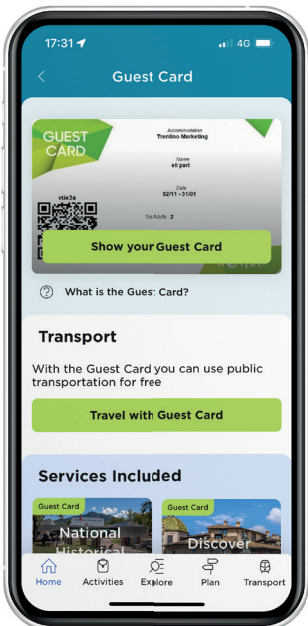 17:31
4G
Guest Card
GUEST
CARD
Accommodation
Trentino Marketing
Name
eli pari
Date
02/11 - 31/01
vtie3a
Tot Adults : 2
Show your Guest Card
What is the Guest Card?
Transport
With the Guest Card you can use public
transportation for free
Travel with Guest Card
Services Included
Guest Card
National
Historical
Guest Card
Discover
Home
Activities
Explore
Plan
Transport